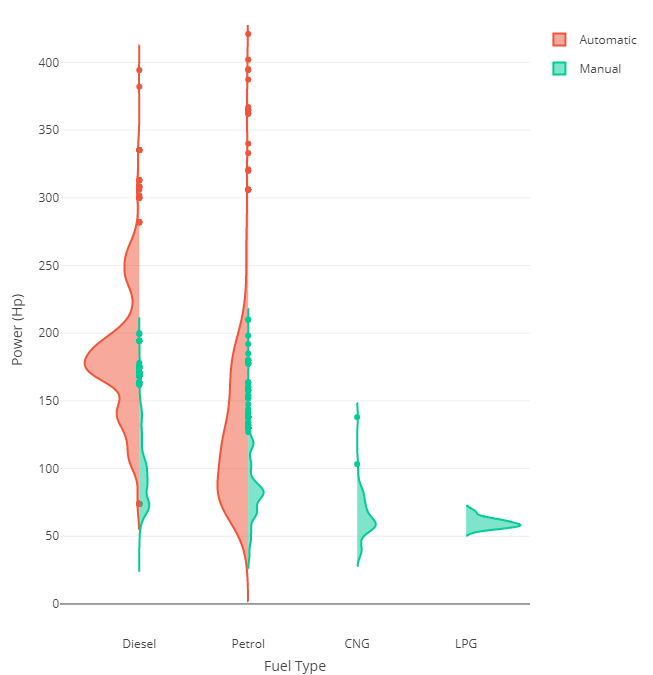 Automatic
Manual
400
350
300
250
200
150
100
50
0
Power (Hp)
Diesel
Petrol
CNG
LPG
Fuel Type